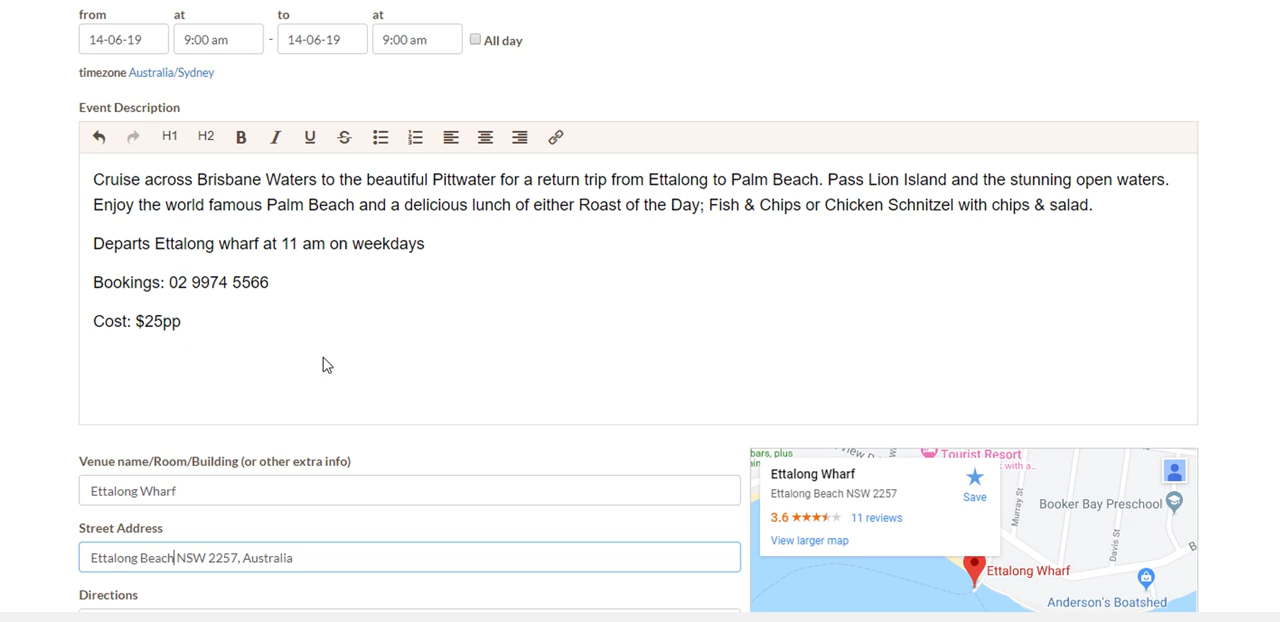 from at to at
14-06-19 9:00 am - 14-06-19 9:00 am All day
timezone Australia/Sydney
Event Description
H1 H2 B I U S
Cruise across Brisbane Waters to the beautiful Pittwater for a return trip from Ettalong to Palm Beach. Pass Lion Island and the stunning open waters.
Enjoy the world famous Palm Beach and a delicious lunch of either Roast of the Day; Fish & Chips or Chicken Schnitzel with chips & salad.
Departs Ettalong wharf at 11 am on weekdays
Bookings: 02 9974 5566
Cost: $25pp
Venue name/Room/Building (or other extra info)
Ettalong Wharf
Street Address
Ettalong Beach NSW 2257, Australia
Directions
bars, plus
Tourist Resort
with a...
Ettalong Wharf
Ettalong Beach NSW 2257
3.6 11 reviews
View larger map
Save
Murray St
Booker Bay Preschool
Davis St
B
Ettalong Wharf
Anderson's Boatshed